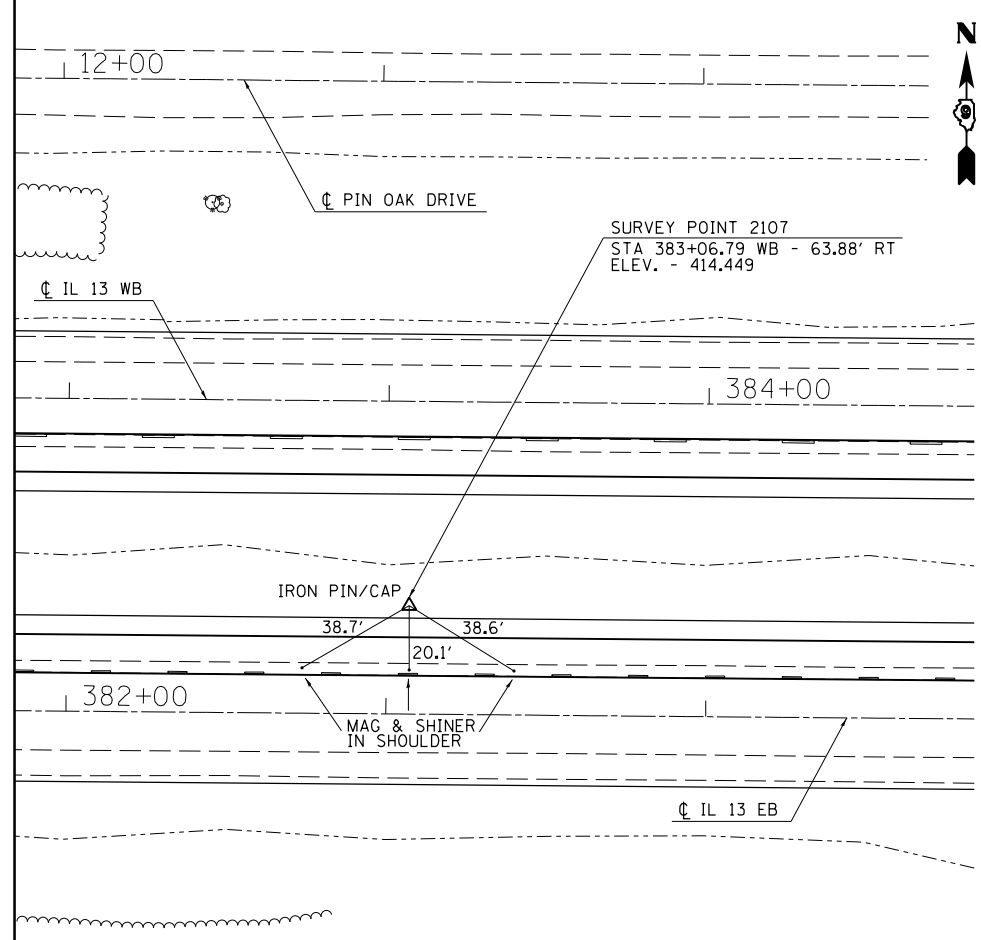 N
12+00
℄ PIN OAK DRIVE
SURVEY POINT 2107
STA 383+06.79 WB - 63.88' RT
ELEV. - 414.449
℄ IL 13 WB
384+00
IRON PIN/CAP
38.7'
38.6'
20.1'
382+00
MAG & SHINER
IN SHOULDER
℄ IL 13 EB